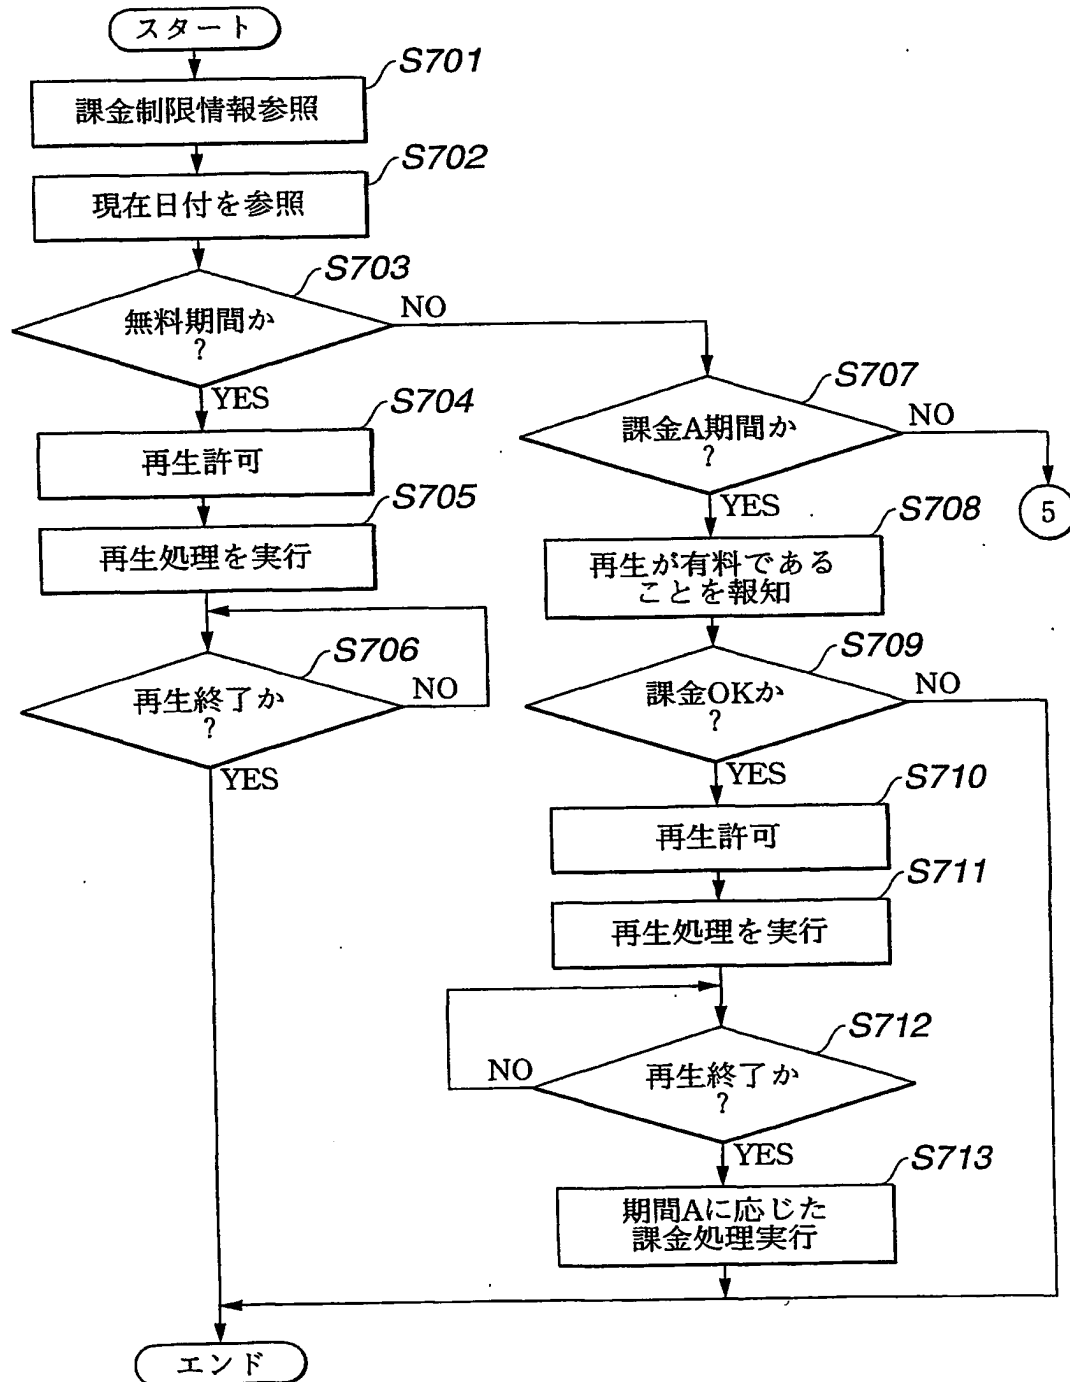 スタート
S701
課金制限情報参照
S702
現在日付を参照
S703
無料期間か
?
NO
YES
S704
再生許可
S705
再生処理を実行
S706
再生終了か
?
NO
YES
S707
課金A期間か
?
NO
5
YES
S708
再生が有料である
ことを報知
S709
課金OKか
?
NO
YES
S710
再生許可
S711
再生処理を実行
S712
再生終了か
?
NO
YES
S713
期間Aに応じた
課金処理実行
エンド